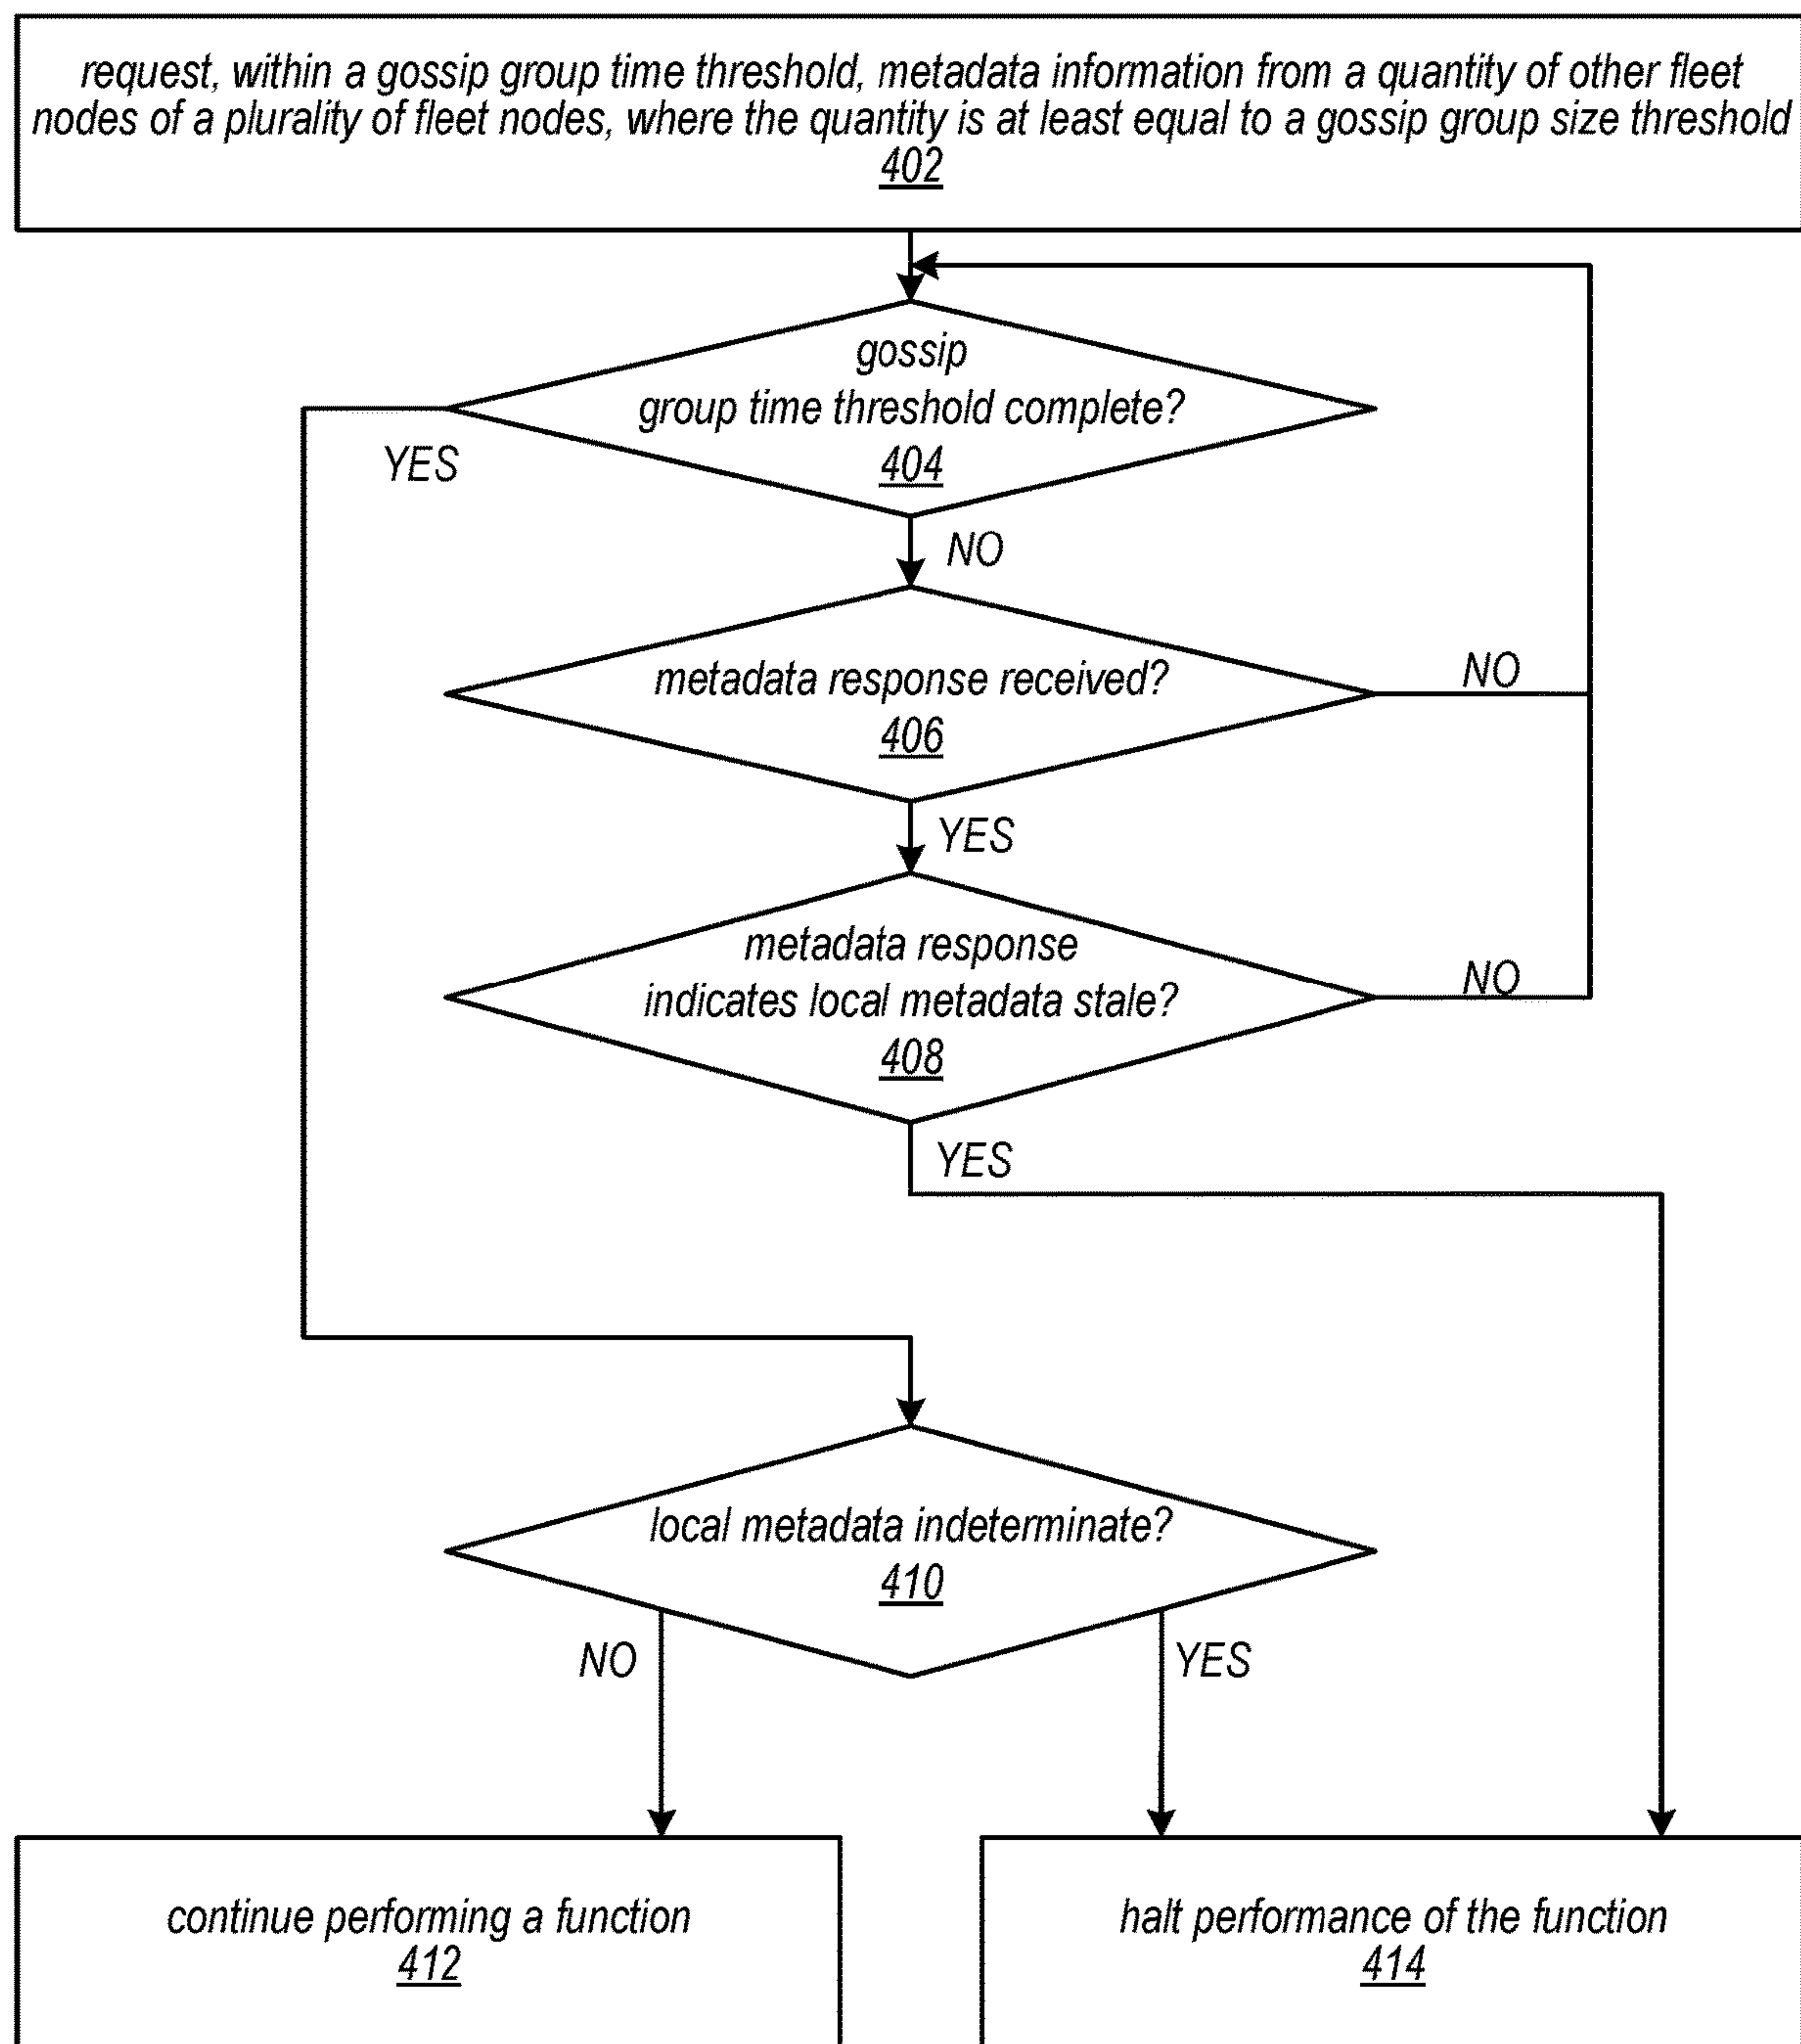 request, within a gossip group time threshold, metadata information from a quantity of other fleet
nodes of a plurality of fleet nodes, where the quantity is at least equal to a gossip group size threshold
402
gossip
group time threshold complete?
404
YES
NO
metadata response received?
406
NO
YES
metadata response
indicates local metadata stale?
408
NO
YES
local metadata indeterminate?
410
NO
YES
continue performing a function
412
halt performance of the function
414